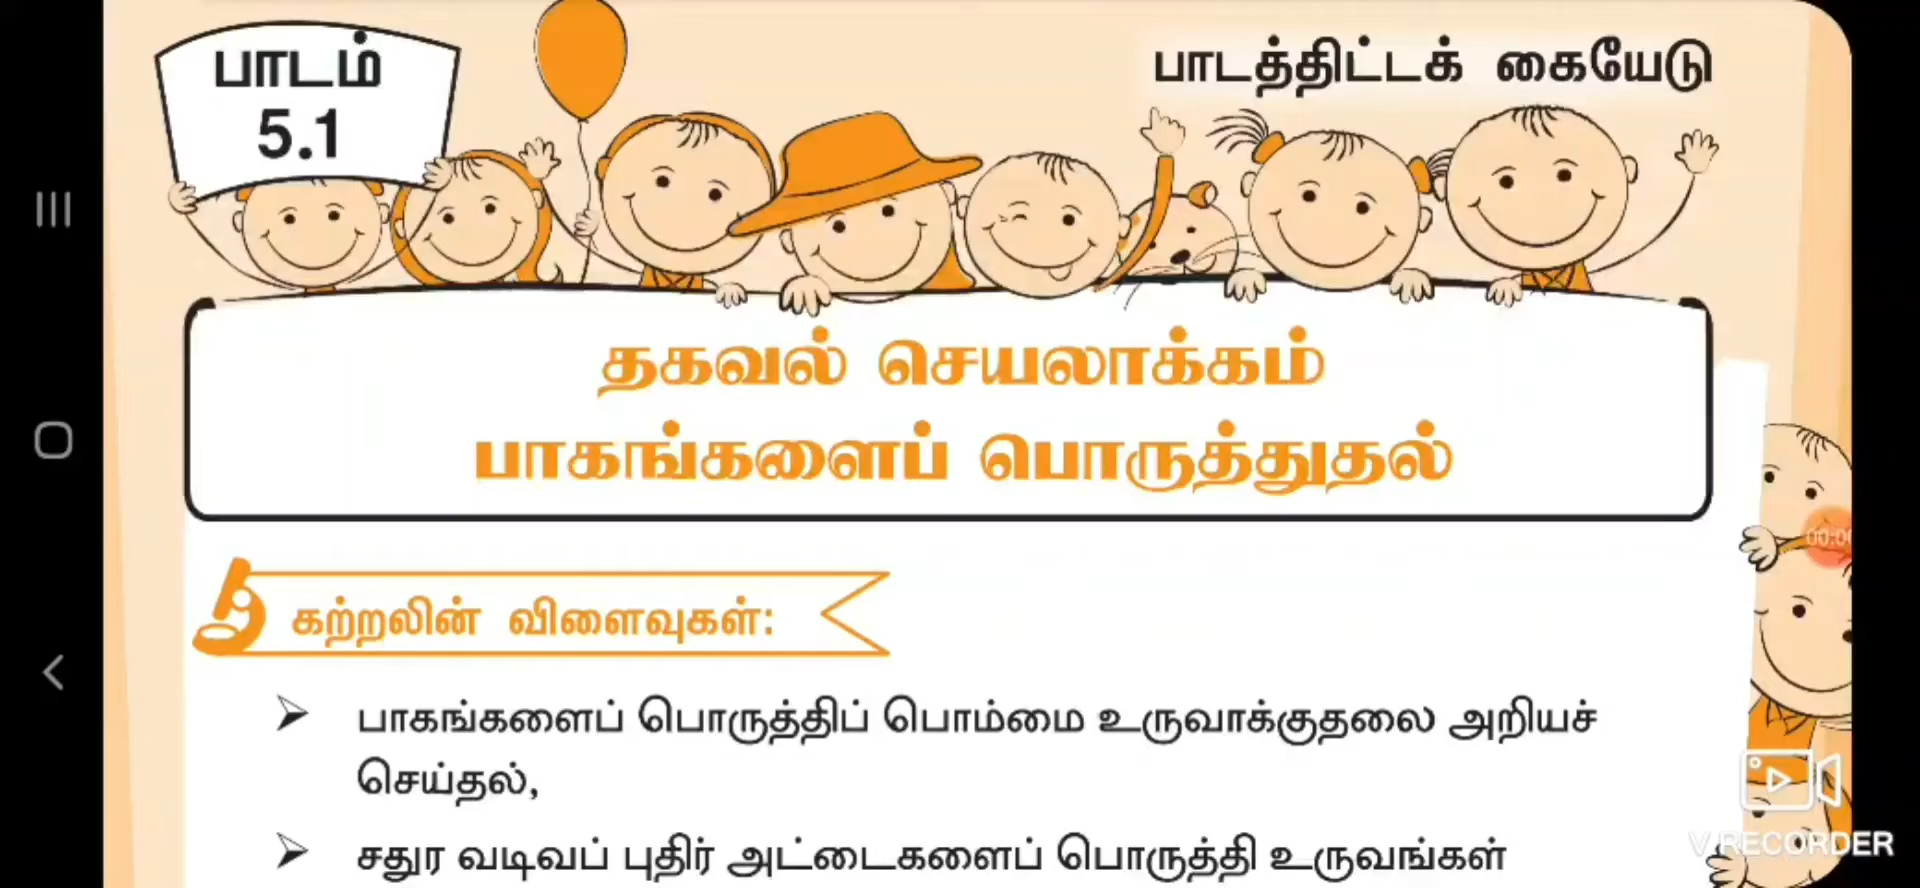 பாடம்
5.1
பாடத்திட்டக் கையேடு
தகவல் செயலாக்கம்
பாகங்களைப் பொருத்துதல்
கற்றலின் விளைவுகள்:
பாகங்களைப் பொருத்திப் பொம்மை உருவாக்குதலை அறியச்
செய்தல்,
சதுர வடிவப் புதிர் அட்டைகளைப் பொருத்தி உருவங்கள்
V RECORDER